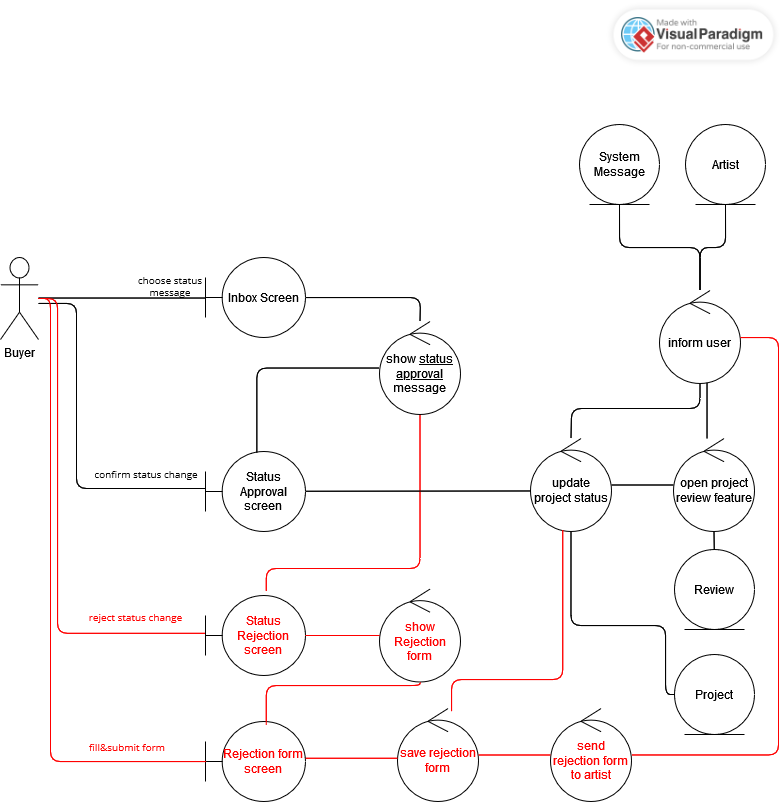 Made with
VisualParadigm
For non-commercial use
System
Message
Artist
choose status
message
Inbox Screen
Buyer
inform user
show status
approval
message
confirm status change
Status
Approval
screen
update
project status
open project
review feature
Review
reject status change
Status
Rejection
screen
show
Rejection
form
Project
fill&submit form
Rejection form
screen
save rejection
form
send
rejection form
to artist